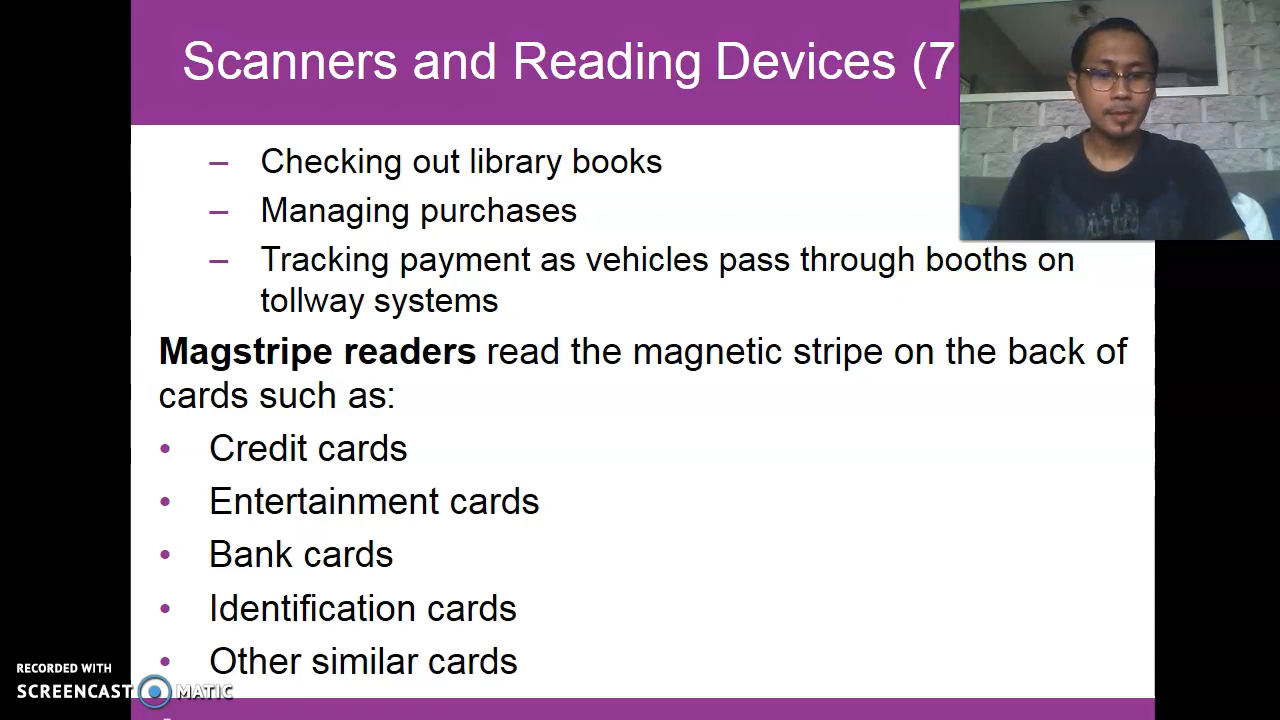 Scanners and Reading Devices (7
– Checking out library books
– Managing purchases
– Tracking payment as vehicles pass through booths on
tollway systems
Magstripe readers read the magnetic stripe on the back of
cards such as:
• Credit cards
• Entertainment cards
• Bank cards
• Identification cards
• Other similar cards
RECORDED WITH
SCREENCAST MATIC